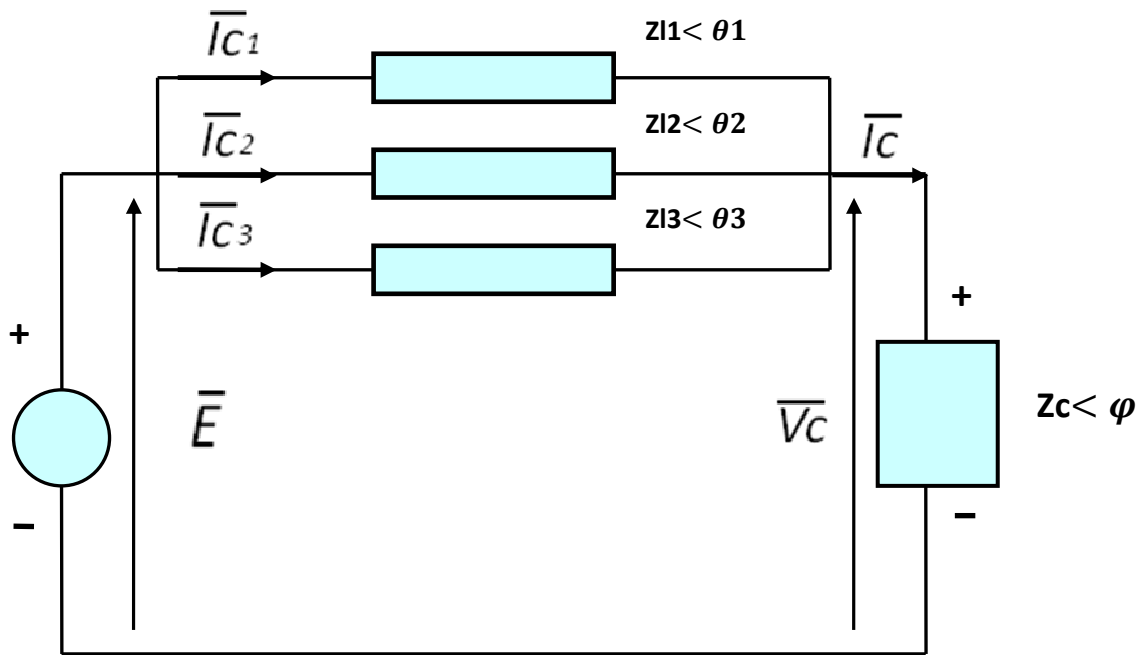 Ic1
Zl1< θ1
Ic2
Zl2< θ2
Ic
Ic3
Zl3< θ3
+
+
E
Vc
Zc< φ
−
−